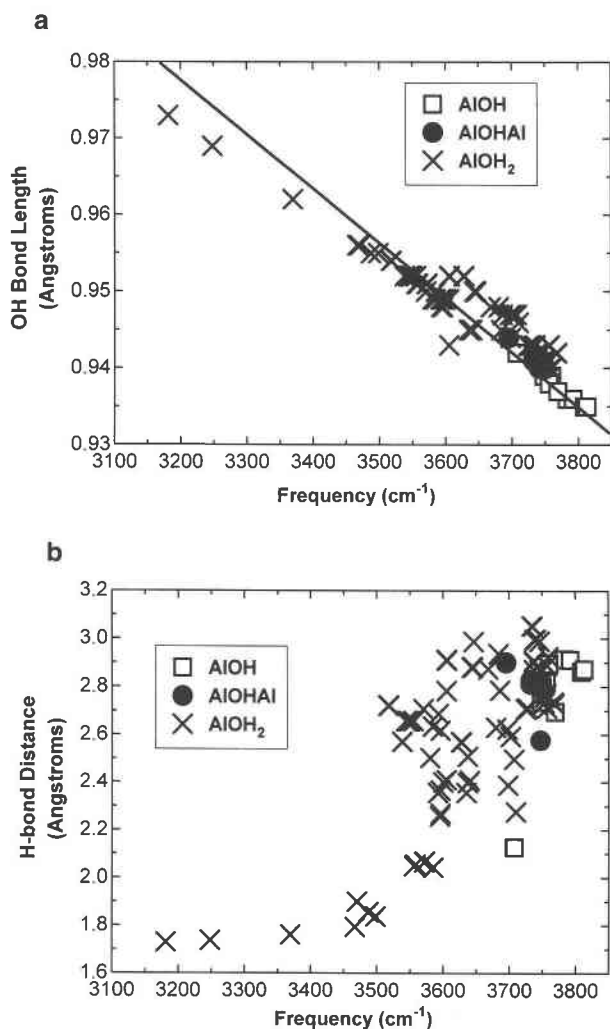 a
OH Bond Length
(Angstroms)
0.98
0.97
0.96
0.95
0.94
0.93
AlOH
AlOHAl
AlOH₂
3100 3200 3300 3400 3500 3600 3700 3800
Frequency (cm⁻¹)
b
H-bond Distance
(Angstroms)
3.2
3.0
2.8
2.6
2.4
2.2
2.0
1.8
1.6
AlOH
AlOHAl
AlOH₂
3100 3200 3300 3400 3500 3600 3700 3800
Frequency (cm⁻¹)